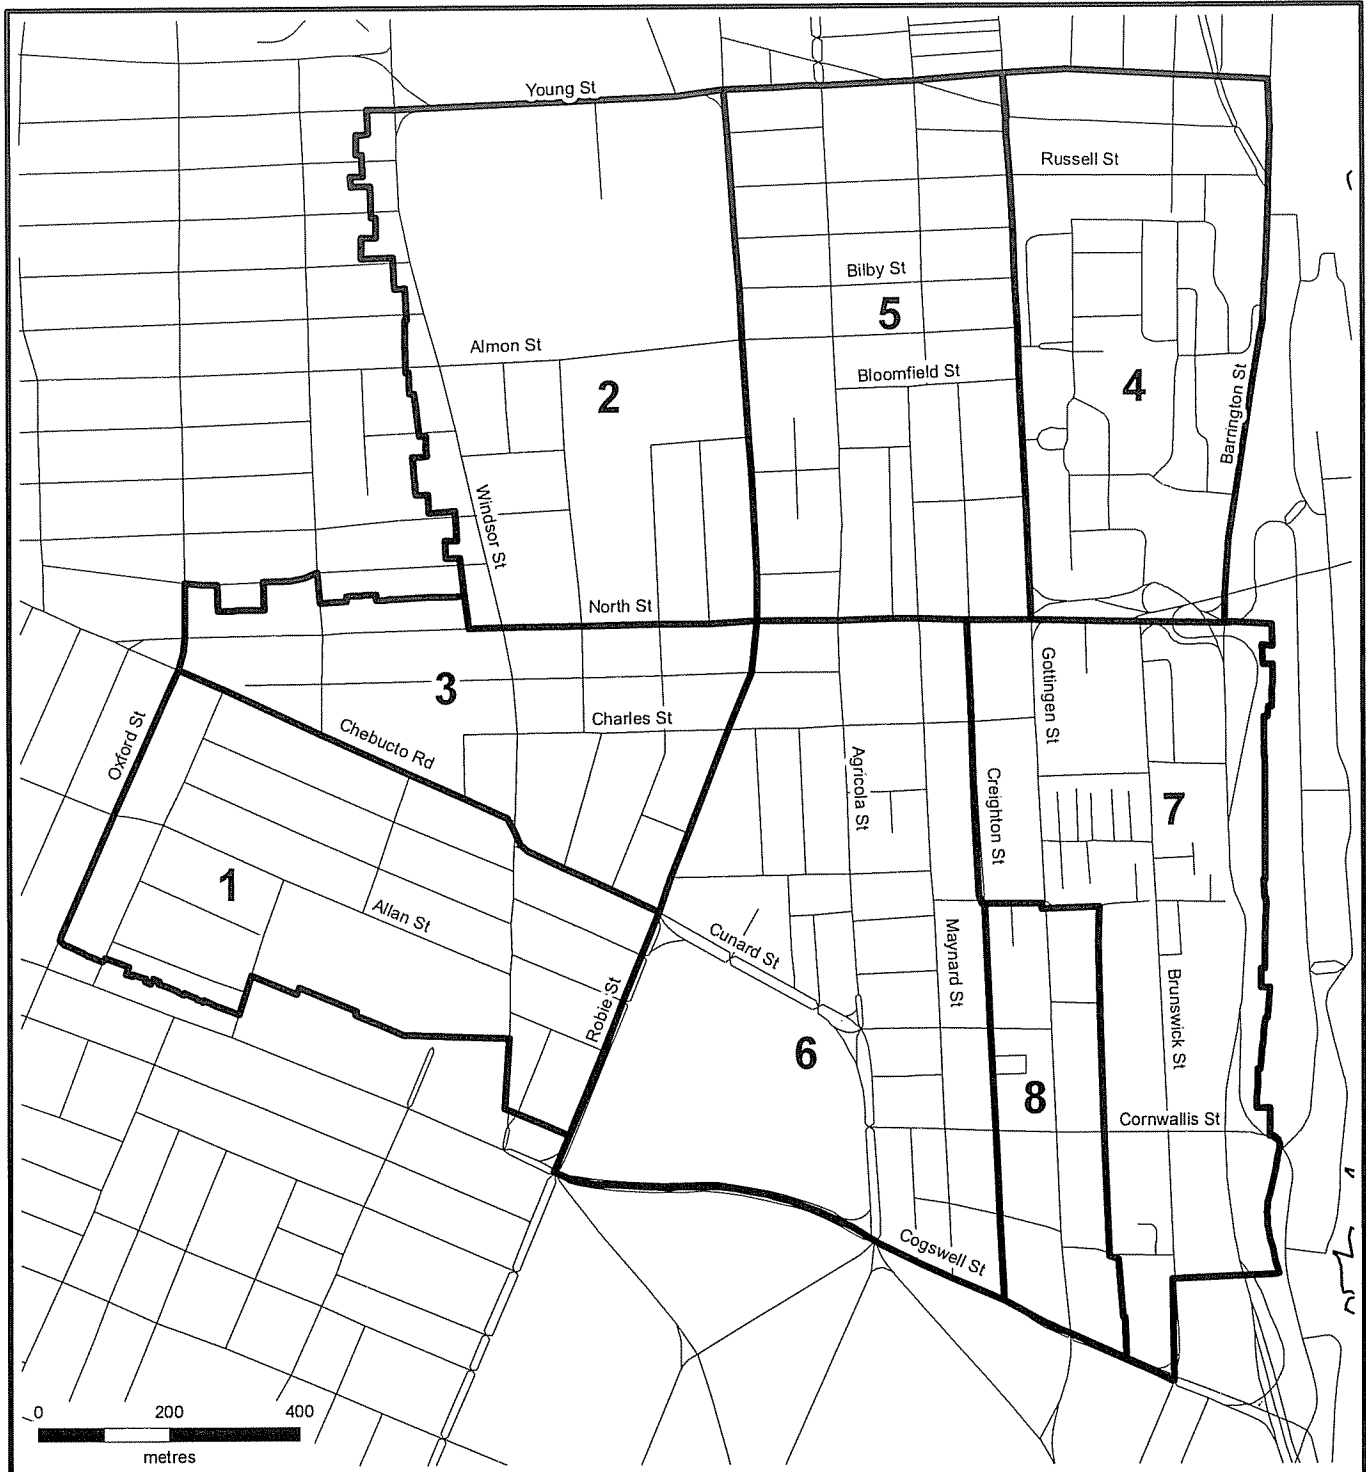 Young St
Russell St
Bilby St
5
Almon St
Bloomfield St
2
4
Barrington St
Windsor St
North St
3
Gottingen St
Charles St
Oxford St
Chebucto Rd
Agricola St
Creighton St
7
1
Allan St
Cunard St
Maynard St
Robie St
Brunswick St
6
8
Cornwallis St
Cogswell St
0 200 400
metres